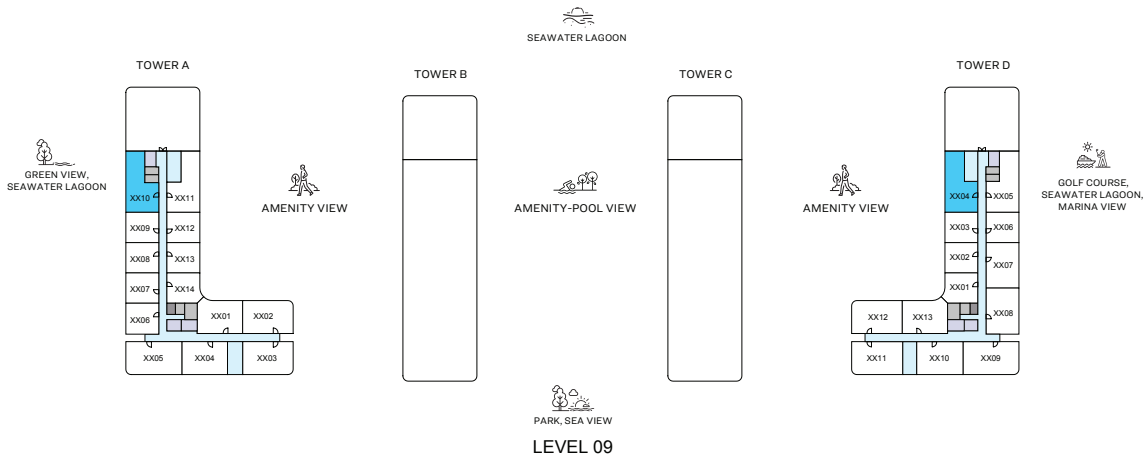 SEAWATER LAGOON
TOWER A
TOWER B
TOWER C
TOWER D
GREEN VIEW,
SEAWATER LAGOON
AMENITY VIEW
AMENITY-POOL VIEW
AMENITY VIEW
GOLF COURSE,
SEAWATER LAGOON,
MARINA VIEW
XX10
XX11
XX09
XX12
XX08
XX13
XX07
XX14
XX06
XX01
XX02
XX05
XX04
XX03
XX04
XX05
XX03
XX06
XX02
XX07
XX01
XX08
XX12
XX13
XX11
XX10
XX09
PARK, SEA VIEW
LEVEL 09